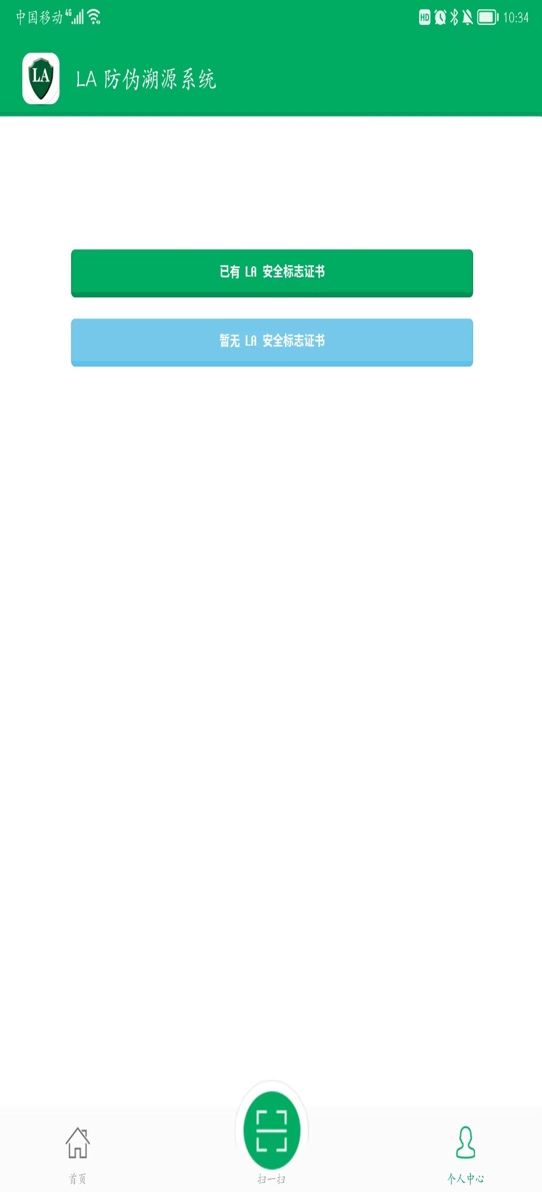 中国移动 4G HD 10:34
LA LA 防伪溯源系统
已有 LA 安全标志证书
暂无 LA 安全标志证书
首页 扫一扫 个人中心